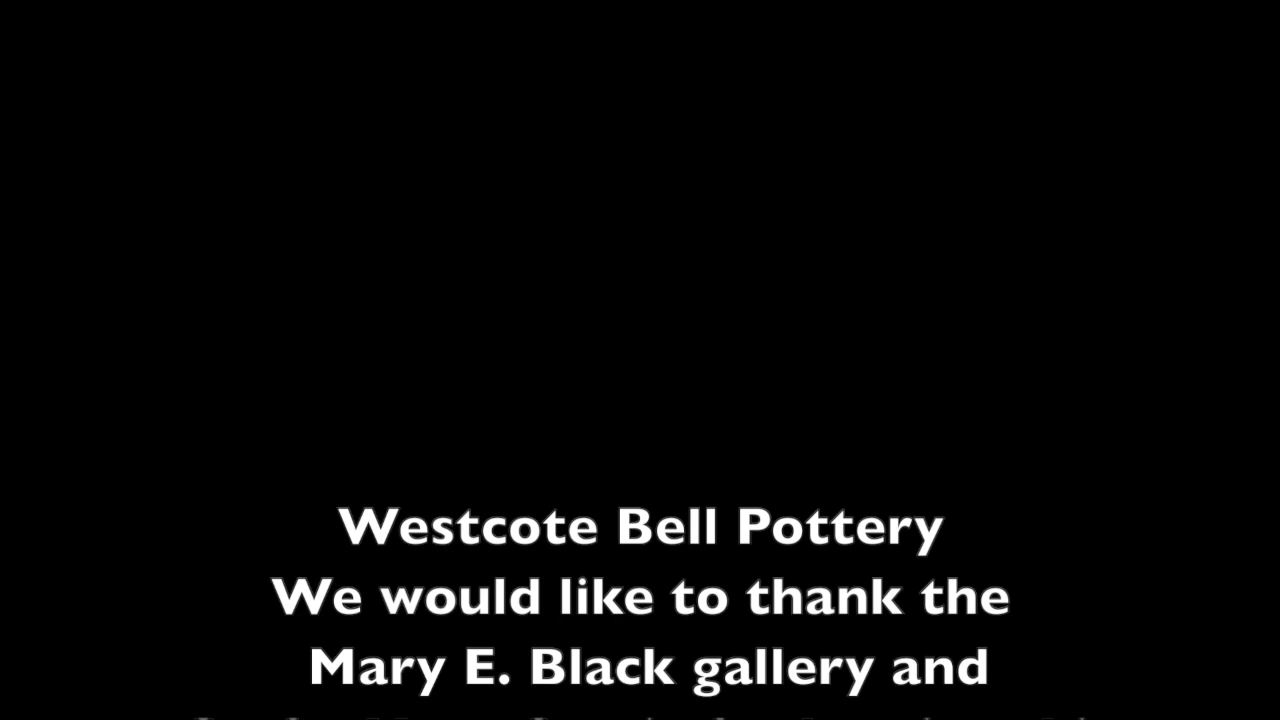 Westcote Bell Pottery
We would like to thank the
Mary E. Black gallery and